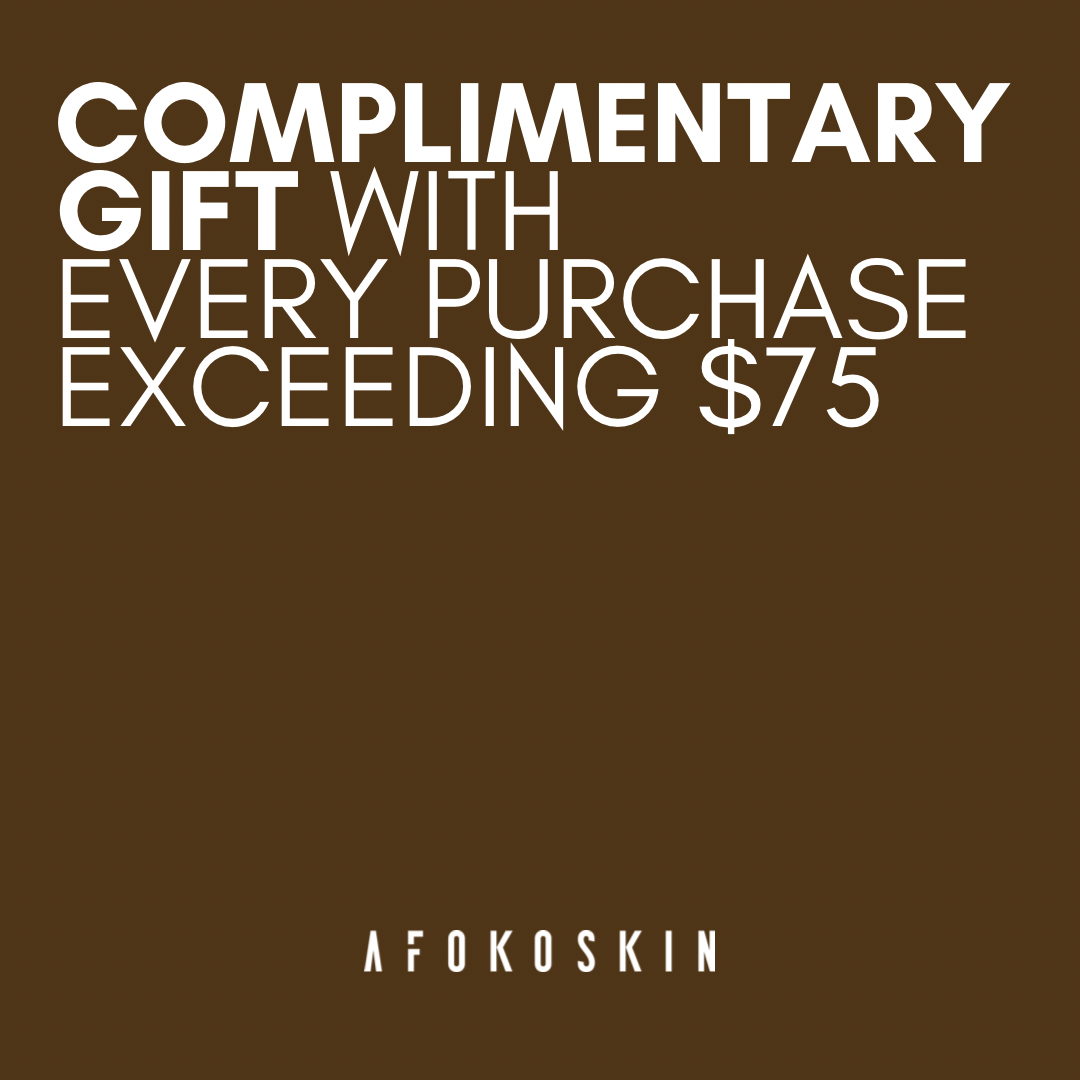 COMPLIMENTARY
GIFT WITH
EVERY PURCHASE
EXCEEDING $75
AFOKOSKIN